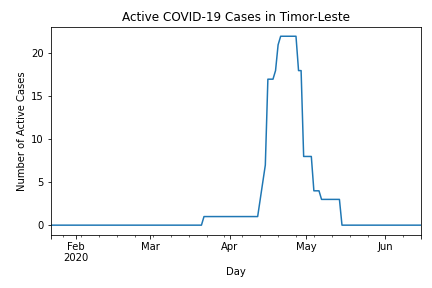 Active COVID-19 Cases in Timor-Leste
Number of Active Cases
20
15
10
5
0
Feb Mar Apr May Jun
2020
Day